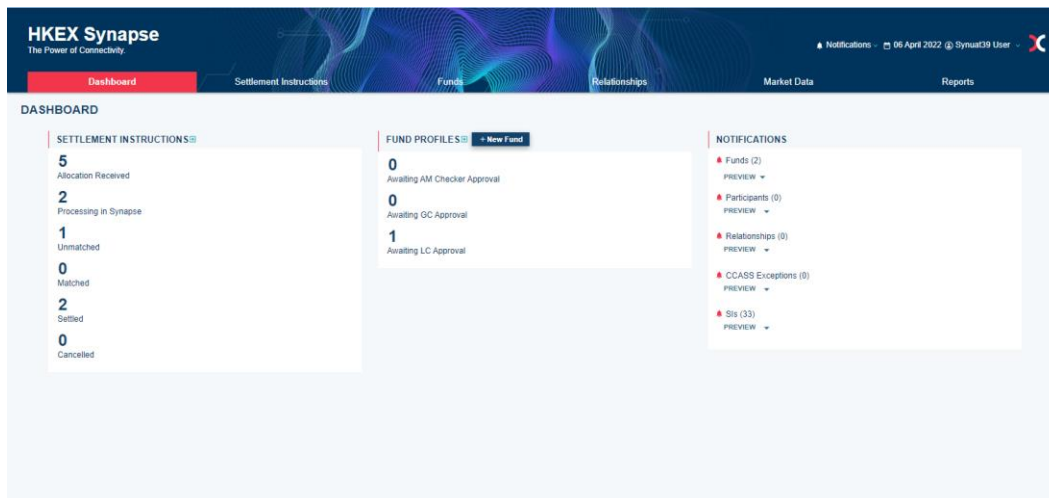 HKEX Synapse
The Power of Connectivity.
Notifications
06 April 2022
Synuat39 User
Dashboard
Settlement Instructions
Funds
Relationships
Market Data
Reports
DASHBOARD
SETTLEMENT INSTRUCTIONS
5
Allocation Received
2
Processing in Synapse
1
Unmatched
0
Matched
2
Settled
0
Cancelled
FUND PROFILES
+ New Fund
0
Awaiting AM Checker Approval
0
Awaiting GC Approval
1
Awaiting LC Approval
NOTIFICATIONS
Funds (2)
PREVIEW
Participants (0)
PREVIEW
Relationships (0)
PREVIEW
CCASS Exceptions (0)
PREVIEW
SIs (33)
PREVIEW